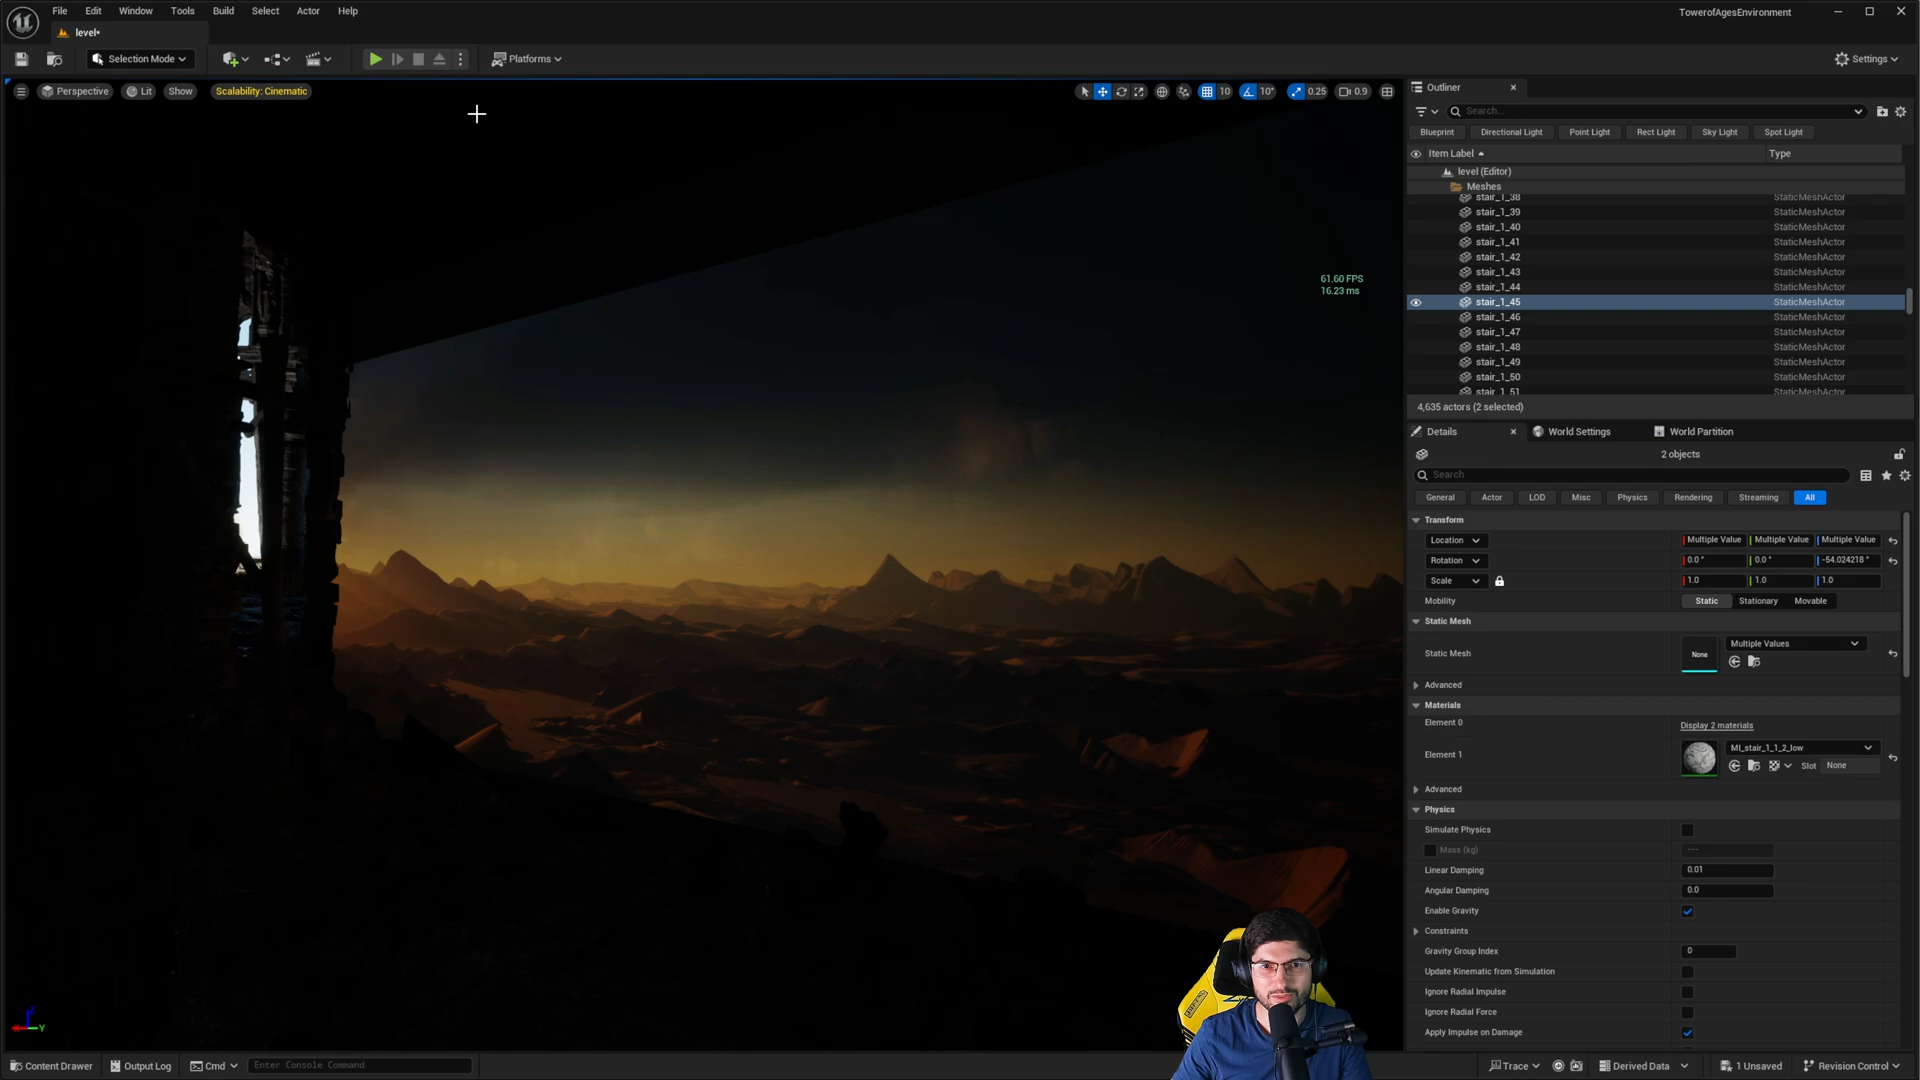 File Edit Window Tools Build Select Actor Help
TowerofAgesEnvironment
level*
Selection Mode
Platforms
Settings
Perspective Lit Show Scalability: Cinematic
10 10° 0.25 0.9
61.60 FPS
16.23 ms
Outliner
Search...
Blueprint Directional Light Point Light Rect Light Sky Light Spot Light
Item Label Type
level (Editor)
Meshes
stair_1_38 StaticMeshActor
stair_1_39 StaticMeshActor
stair_1_40 StaticMeshActor
stair_1_41 StaticMeshActor
stair_1_42 StaticMeshActor
stair_1_43 StaticMeshActor
stair_1_44 StaticMeshActor
stair_1_45 StaticMeshActor
stair_1_46 StaticMeshActor
stair_1_47 StaticMeshActor
stair_1_48 StaticMeshActor
stair_1_49 StaticMeshActor
stair_1_50 StaticMeshActor
stair_1_51 StaticMeshActor
4,635 actors (2 selected)
Details World Settings World Partition
2 objects
Search
General Actor LOD Misc Physics Rendering Streaming All
Transform
Location Multiple Value Multiple Value Multiple Value
Rotation 0.0 ° 0.0 ° -54.024218 °
Scale 1.0 1.0 1.0
Mobility Static Stationary Movable
Static Mesh
Static Mesh None Multiple Values
Advanced
Materials
Element 0 Display 2 materials
Element 1 MI_stair_1_1_2_low
Slot None
Advanced
Physics
Simulate Physics
Mass (kg) ---
Linear Damping 0.01
Angular Damping 0.0
Enable Gravity
Constraints
Gravity Group Index 0
Update Kinematic from Simulation
Ignore Radial Impulse
Ignore Radial Force
Apply Impulse on Damage
Z
Y
Content Drawer Output Log Cmd Enter Console Command
Trace Derived Data 1 Unsaved Revision Control